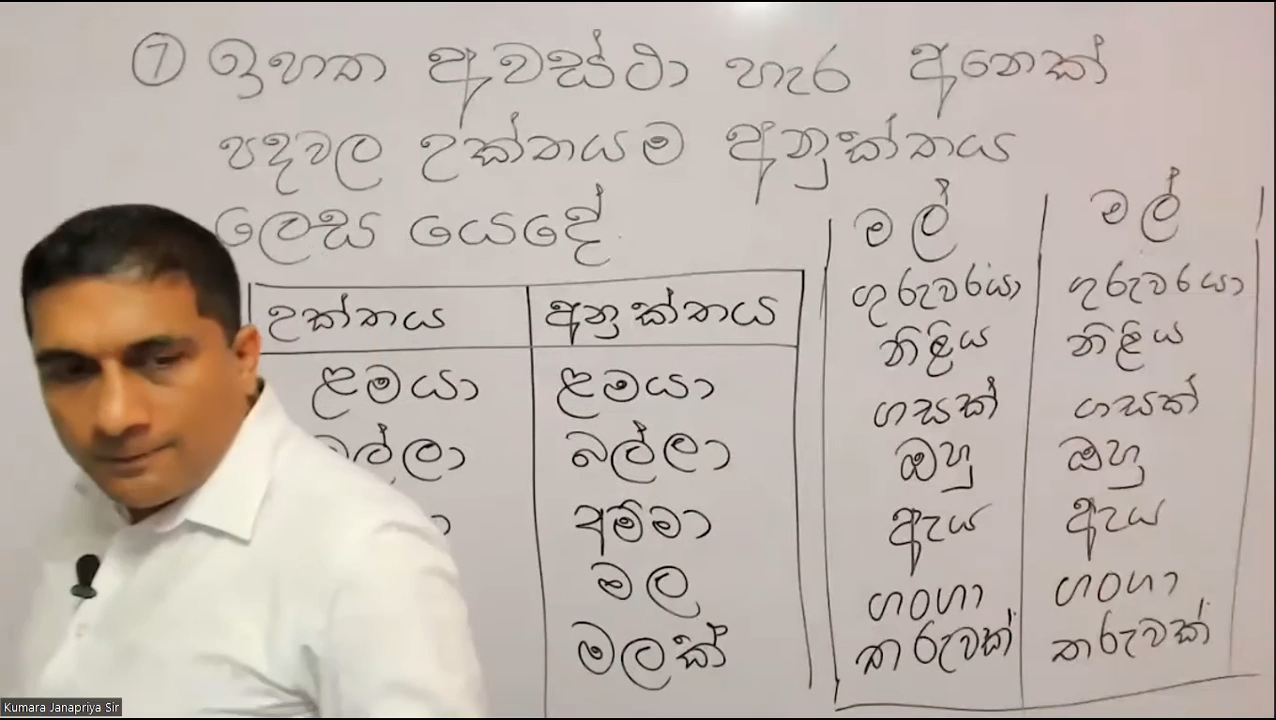 7 ඉහත අවස්ථා හැර අනෙක්
පදවල උක්තයම අනුක්තය
ලෙස යෙදේ
උක්තය අනුක්තය
ළමයා ළමයා
බල්ලා බල්ලා
අම්මා
මල
මලක්
මල් මල්
ගුරුවරයා ගුරුවරයා
නිළිය නිළිය
ගසක් ගසක්
ඔහු ඔහු
ඇය ඇය
ගංගා ගංගා
තරුවක් තරුවක්
Kumara Janapriya Sir